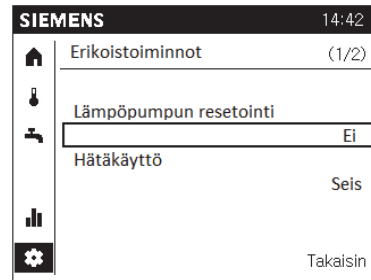 SIEMENS 14:42
Erikoistoiminnot (1/2)
Lämpöpumpun resetointi
Ei
Hätäkäyttö
Seis
Takaisin